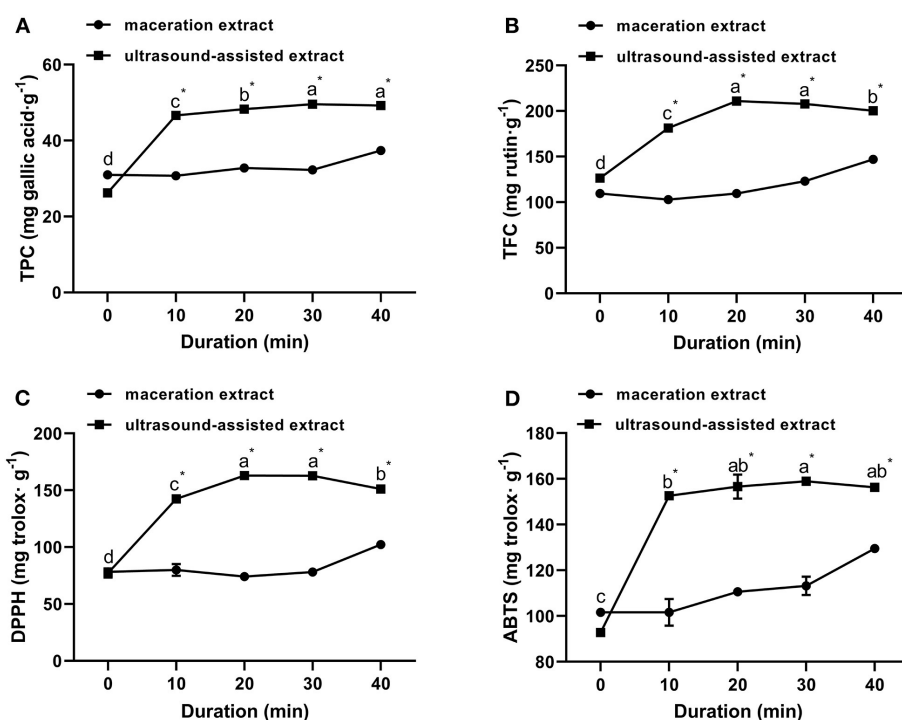 A
maceration extract
ultrasound-assisted extract
TPC (mg gallic acid·g-1)
60
40
20
0
d
c*
b*
a*
a*
0 10 20 30 40
Duration (min)
B
maceration extract
ultrasound-assisted extract
TFC (mg rutin·g-1)
250
200
150
100
50
0
d
c*
a*
a*
b*
0 10 20 30 40
Duration (min)
C
maceration extract
ultrasound-assisted extract
DPPH (mg trolox· g-1)
200
150
100
50
0
d
c*
a*
a*
b*
0 10 20 30 40
Duration (min)
D
maceration extract
ultrasound-assisted extract
ABTS (mg trolox· g-1)
180
160
140
120
100
80
c
b*
ab*
a*
ab*
0 10 20 30 40
Duration (min)